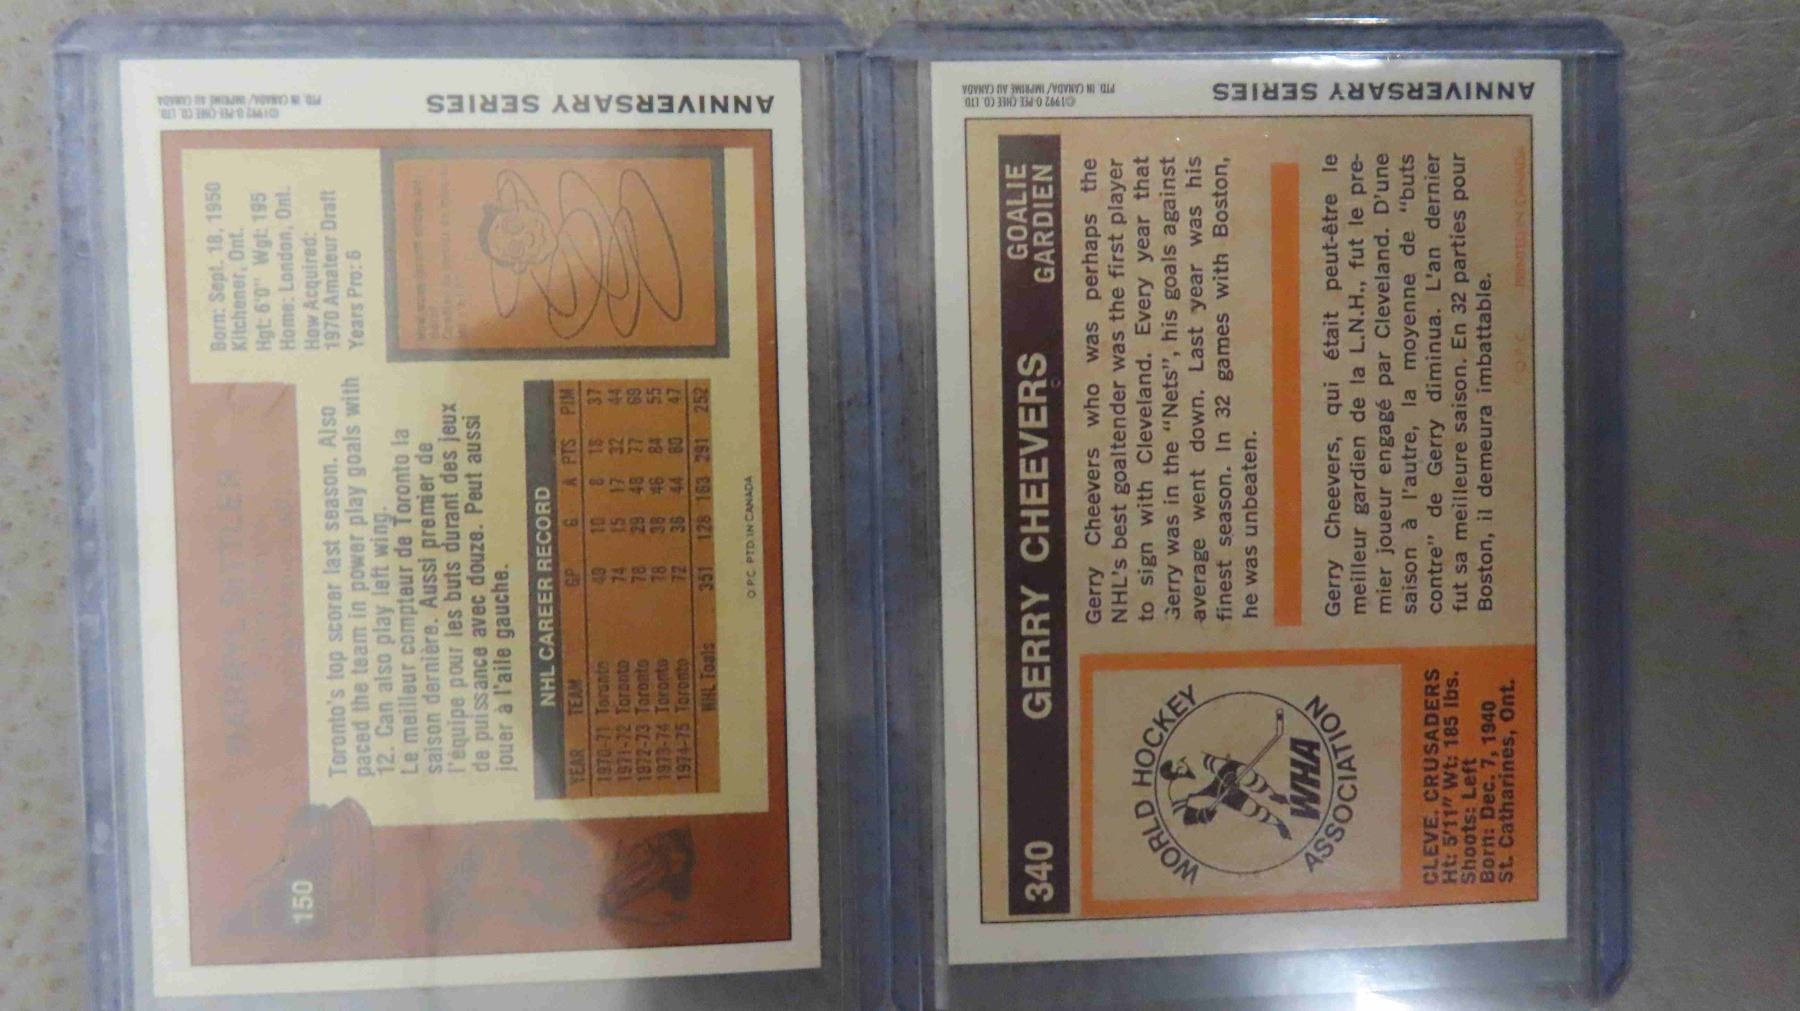 150
DARRYL SITTLER
Born: Sept. 18, 1950
Kitchener, Ont.
Hgt: 6'0" Wgt: 195
Home: London, Ont.
How Acquired:
1970 Amateur Draft
Years Pro: 6
Toronto's top scorer last season. Also
paced the team in power play goals with
12. Can also play left wing.
Le meilleur compteur de Toronto la
saison dernière. Aussi premier de
l'équipe pour les buts durant des jeux
de puissance avec douze. Peut aussi
jouer à l'aile gauche.
NHL CAREER RECORD
YEAR TEAM GP G A PTS PIM
1970-71 Toronto 49 10 8 18 37
1971-72 Toronto 74 15 17 32 44
1972-73 Toronto 78 29 48 77 69
1973-74 Toronto 78 38 46 84 55
1974-75 Toronto 72 36 44 80 47
NHL Toals 351 128 163 291 252
O.P.C. PTD. IN CANADA
ANNIVERSARY SERIES
©1992 O-PEE-CHEE CO. LTD.
PTD. IN CANADA/IMPRIMÉ AU CANADA
340 GERRY CHEEVERS GOALIE
GARDIEN
WORLD HOCKEY
WHA
ASSOCIATION
CLEVE. CRUSADERS
Ht: 5'11" Wt: 185 lbs.
Shoots: Left
Born: Dec. 7, 1940
St. Catharines, Ont.
Gerry Cheevers who was perhaps the
NHL's best goaltender was the first player
to sign with Cleveland. Every year that
Gerry was in the "Nets", his goals against
average went down. Last year was his
finest season. In 32 games with Boston,
he was unbeaten.
Gerry Cheevers, qui était peut-être le
meilleur gardien de la L.N.H., fut le pre-
mier joueur engagé par Cleveland. D'une
saison à l'autre, la moyenne de "buts
contre" de Gerry diminua. L'an dernier
fut sa meilleure saison. En 32 parties pour
Boston, il demeura imbattable.
©O.P.C. PRINTED IN CANADA
ANNIVERSARY SERIES
©1992 O-PEE-CHEE CO. LTD.
PTD. IN CANADA/IMPRIMÉ AU CANADA